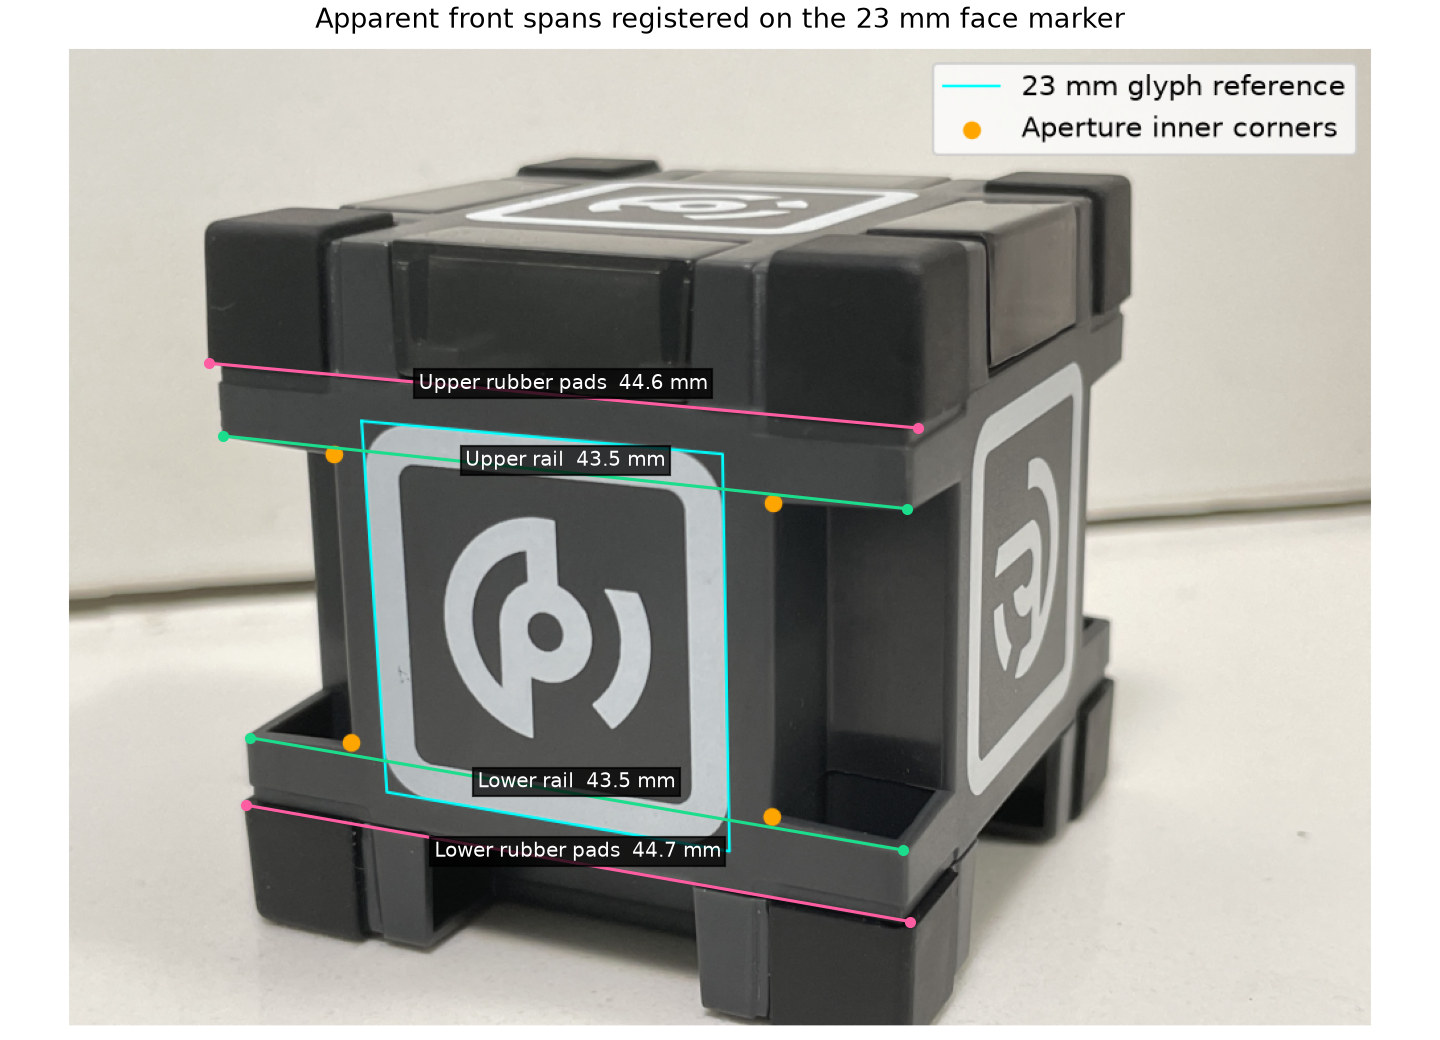 Apparent front spans registered on the 23 mm face marker
23 mm glyph reference
Aperture inner corners
Upper rubber pads 44.6 mm
Upper rail 43.5 mm
Lower rail 43.5 mm
Lower rubber pads 44.7 mm